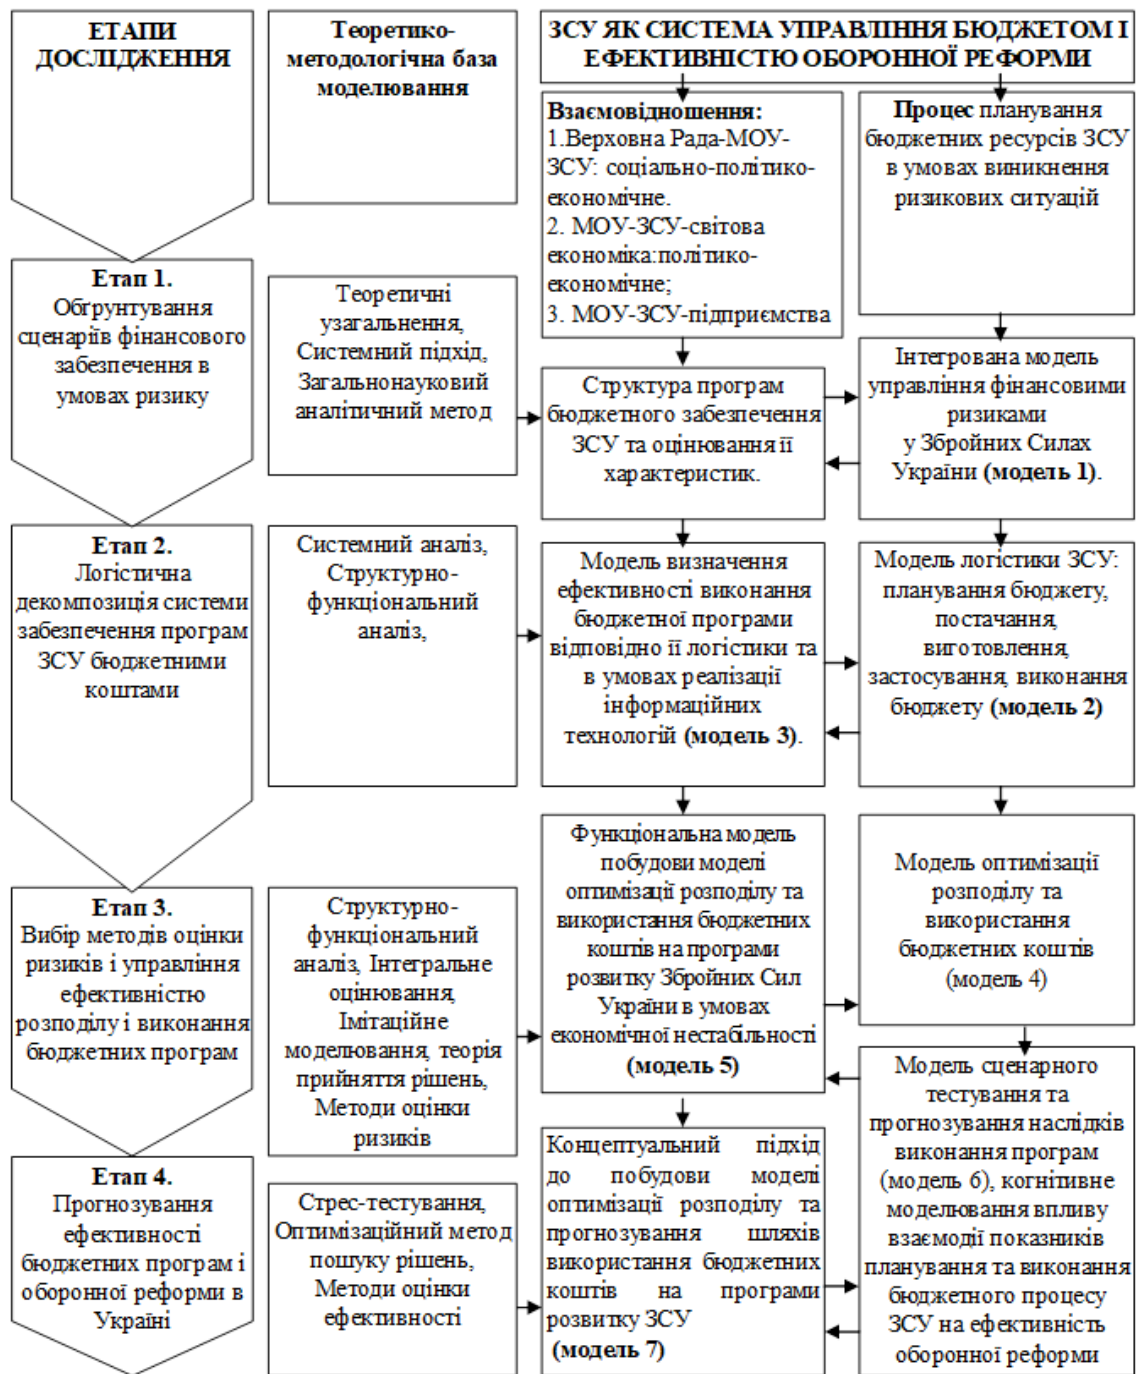 ЕТАПИ
ДОСЛІДЖЕННЯ
Теоретико-
методологічна база
моделювання
ЗСУ ЯК СИСТЕМА УПРАВЛІННЯ БЮДЖЕТОМ І
ЕФЕКТИВНІСТЮ ОБОРОННОЇ РЕФОРМИ
Взаємовідношення:
1.Верховна Рада-МОУ-
ЗСУ: соціально-політико-
економічне.
2. МОУ-ЗСУ-світова
економіка:політико-
економічне;
3. МОУ-ЗСУ-підприємства
Процес планування
бюджетних ресурсів ЗСУ
в умовах виникнення
ризикових ситуацій
Етап 1.
Обґрунтування
сценаріїв фінансового
забезпечення в
умовах ризику
Теоретичні
узагальнення,
Системний підхід,
Загальнонауковий
аналітичний метод
Структура програм
бюджетного забезпечення
ЗСУ та оцінювання її
характеристик.
Інтегрована модель
управління фінансовими
ризиками
у Збройних Силах
України (модель 1).
Етап 2.
Логістична
декомпозиція системи
забезпечення програм
ЗСУ бюджетними
коштами
Системний аналіз,
Структурно-
функціональний
аналіз,
Модель визначення
ефективності виконання
бюджетної програми
відповідно її логістики та
в умовах реалізації
інформаційних
технологій (модель 3).
Модель логістики ЗСУ:
планування бюджету,
постачання,
виготовлення,
застосування, виконання
бюджету (модель 2)
Етап 3.
Вибір методів оцінки
ризиків і управління
ефективністю
розподілу і виконання
бюджетних програм
Структурно-
функціональний
аналіз, Інтегральне
оцінювання,
Імітаційне
моделювання, теорія
прийняття рішень,
Методи оцінки
ризиків
Функціональна модель
побудови моделі
оптимізації розподілу та
використання бюджетних
коштів на програми
розвитку Збройних Сил
України в умовах
економічної нестабільності
(модель 5)
Модель оптимізації
розподілу та
використання
бюджетних коштів
(модель 4)
Етап 4.
Прогнозування
ефективності
бюджетних програм і
оборонної реформи в
Україні
Стрес-тестування,
Оптимізаційний метод
пошуку рішень,
Методи оцінки
ефективності
Концептуальний підхід
до побудови моделі
оптимізації розподілу та
прогнозування шляхів
використання бюджетних
коштів на програми
розвитку ЗСУ
(модель 7)
Модель сценарного
тестування та
прогнозування наслідків
виконання програм
(модель 6), когнітивне
моделювання впливу
взаємодії показників
планування та виконання
бюджетного процесу
ЗСУ на ефективність
оборонної реформи